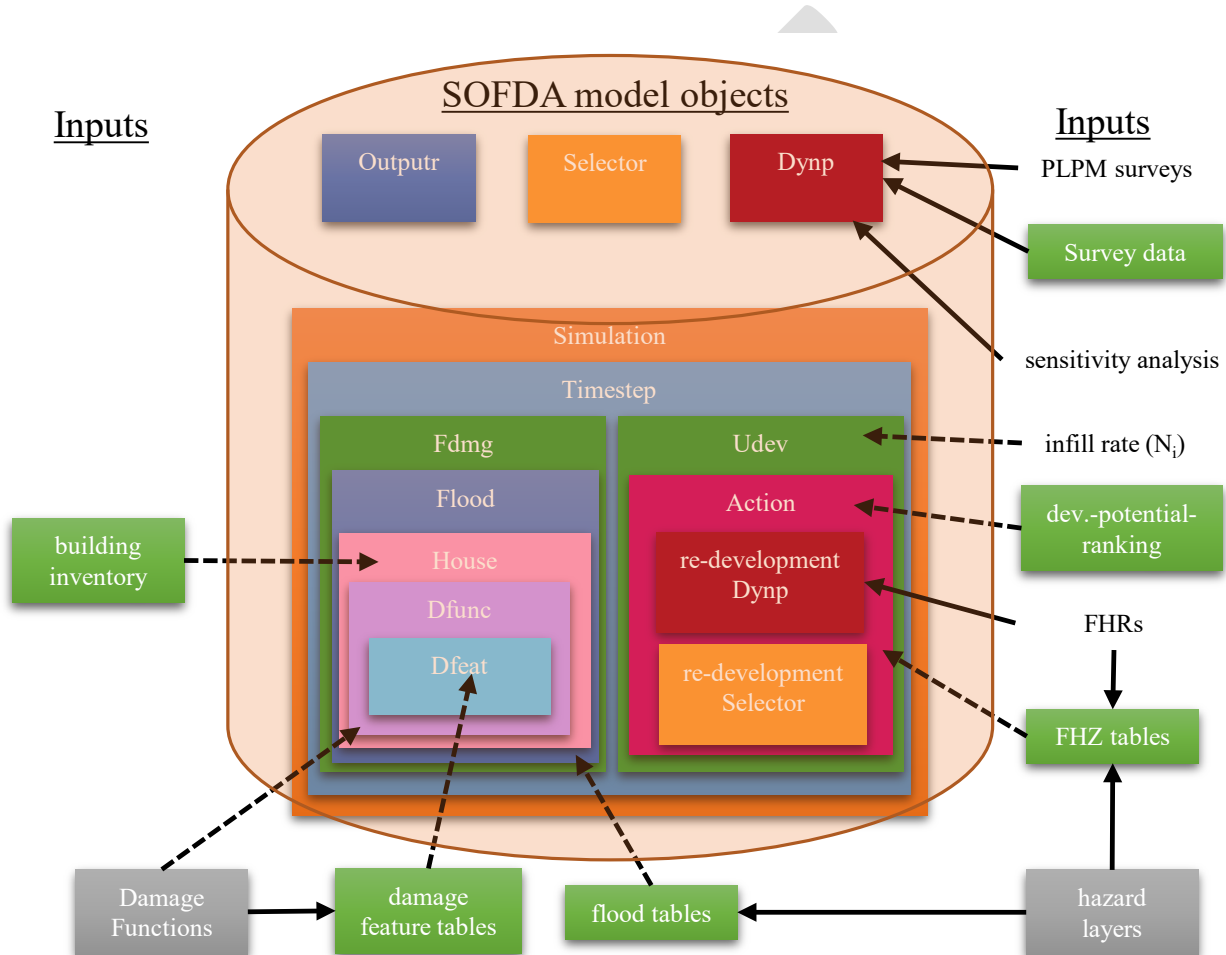 SOFDA model objects
Inputs
Inputs
Outputr
Selector
Dynp
PLPM surveys
Survey data
Simulation
sensitivity analysis
Timestep
Fdmg
Udev
infill rate (Nᵢ)
Flood
Action
dev.-potential-
ranking
building
inventory
House
re-development
Dynp
Dfunc
FHRs
Dfeat
re-development
Selector
FHZ tables
Damage
Functions
damage
feature tables
flood tables
hazard
layers